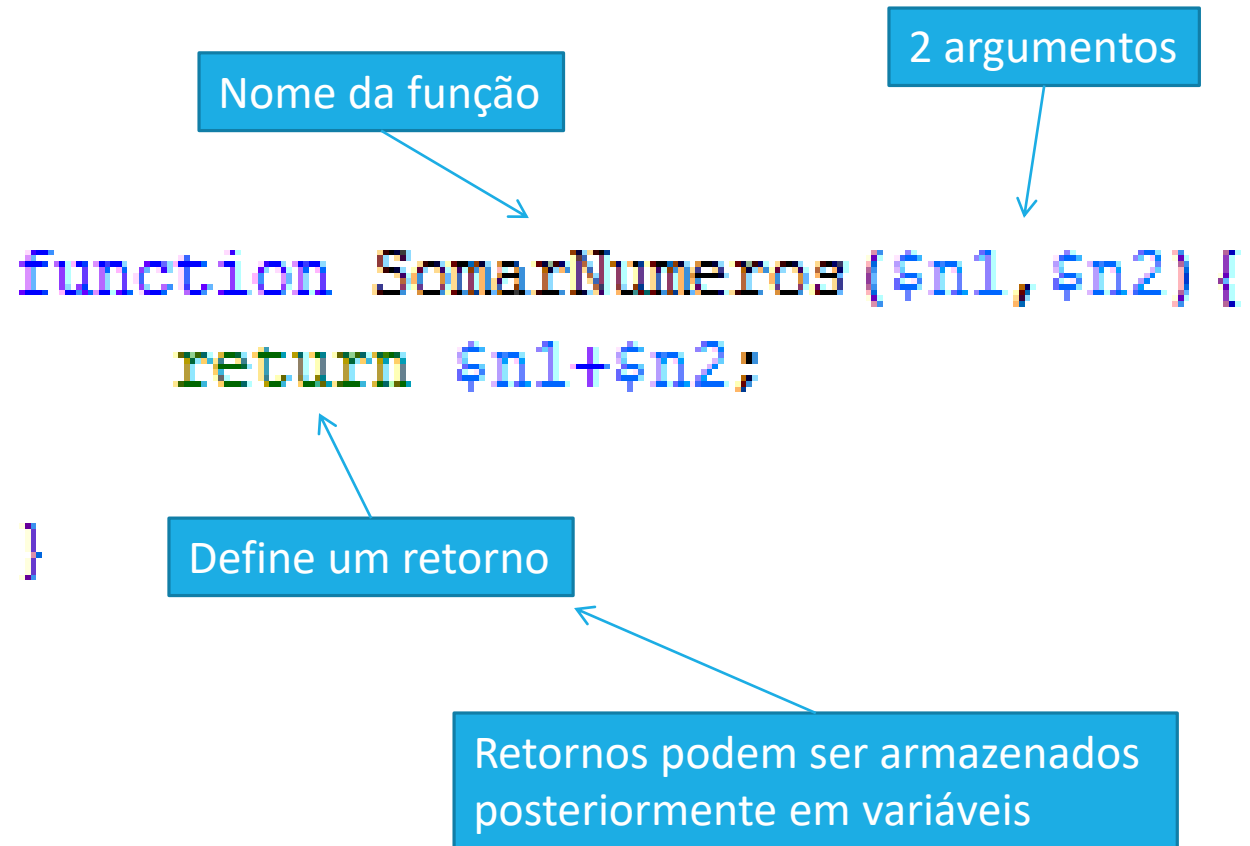 2 argumentos
Nome da função
function SomarNumeros($n1,$n2){
return $n1+$n2;
}
Define um retorno
Retornos podem ser armazenados
posteriormente em variáveis